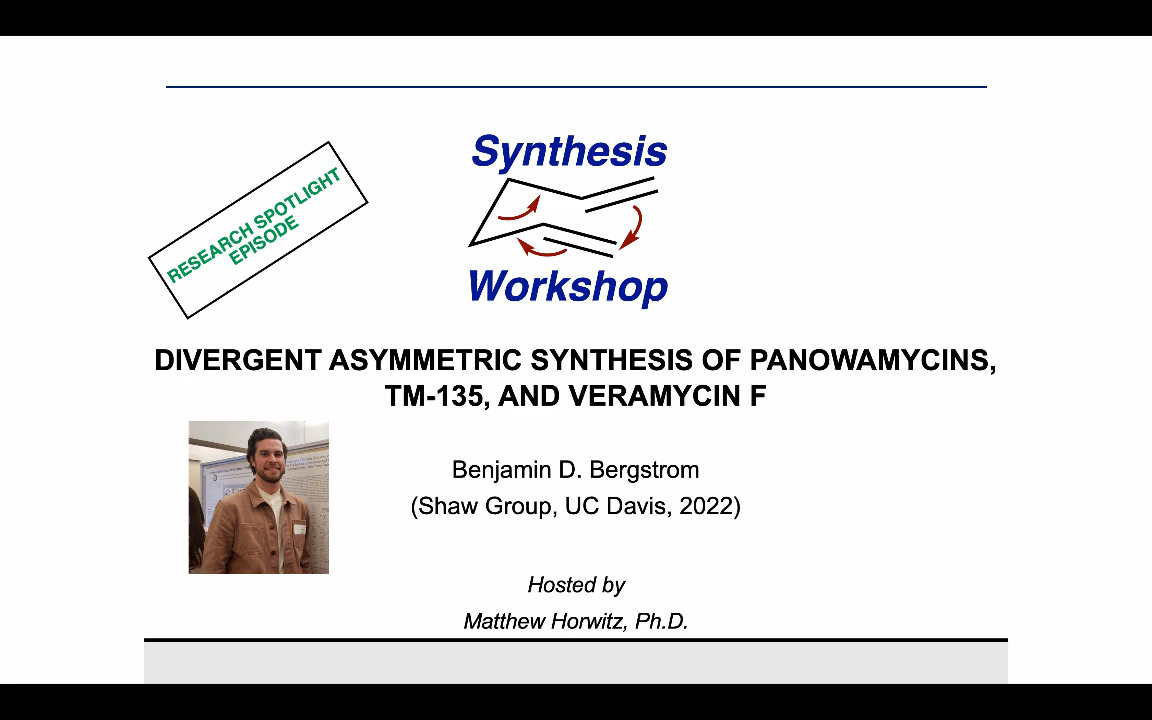 Synthesis
RESEARCH SPOTLIGHT
EPISODE
Workshop
DIVERGENT ASYMMETRIC SYNTHESIS OF PANOWAMYCINS,
TM-135, AND VERAMYCIN F
Benjamin D. Bergstrom
(Shaw Group, UC Davis, 2022)
Hosted by
Matthew Horwitz, Ph.D.